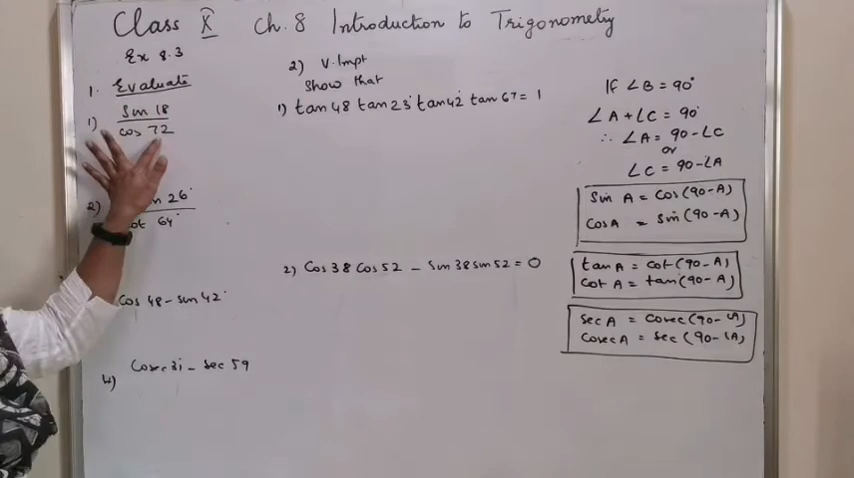 Class X Ch. 8 Introduction to Trigonometry
Ex 8.3
1. Evaluate
1) Sin 18
cos 72
2) n 26°
cot 64°
Cos 48 - sin 42°
4) Cosec 31 - sec 59
2) V. Impt
Show that
1) tan 48 tan 23° tan 42° tan 67 = 1
2) Cos 38 Cos 52 - Sin 38 sin 52 = 0
If ∠B = 90°
∠A + ∠C = 90°
∴ ∠A = 90 - ∠C
or
∠C = 90 - ∠A
Sin A = Cos (90 - A)
Cos A = Sin (90 - A)
tan A = cot (90 - A)
cot A = tan (90 - A)
sec A = Cosec (90 - A)
Cosec A = Sec (90 - A)